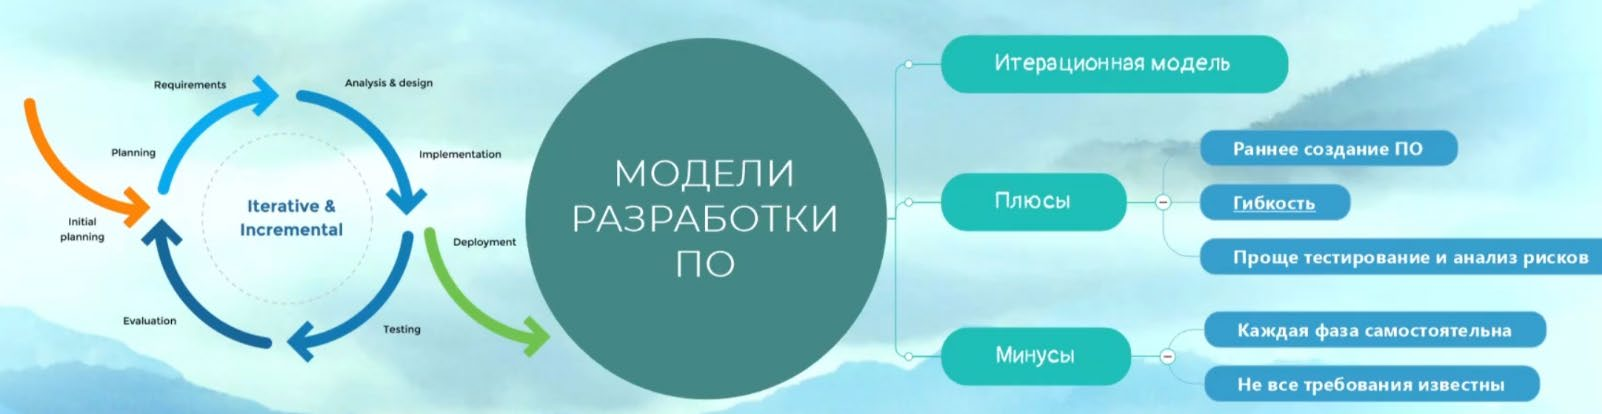 Requirements
Analysis & design
Planning
Implementation
Iterative &
Incremental
Initial
planning
Deployment
Evaluation
Testing
МОДЕЛИ
РАЗРАБОТКИ
ПО
Итерационная модель
Плюсы
Раннее создание ПО
Гибкость
Проще тестирование и анализ рисков
Минусы
Каждая фаза самостоятельна
Не все требования известны